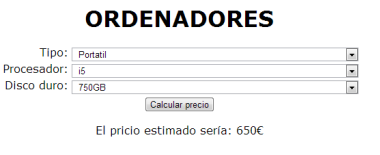 ORDENADORES
Tipo: Portatil
Procesador: i5
Disco duro: 750GB
Calcular precio
El pricio estimado sería: 650€